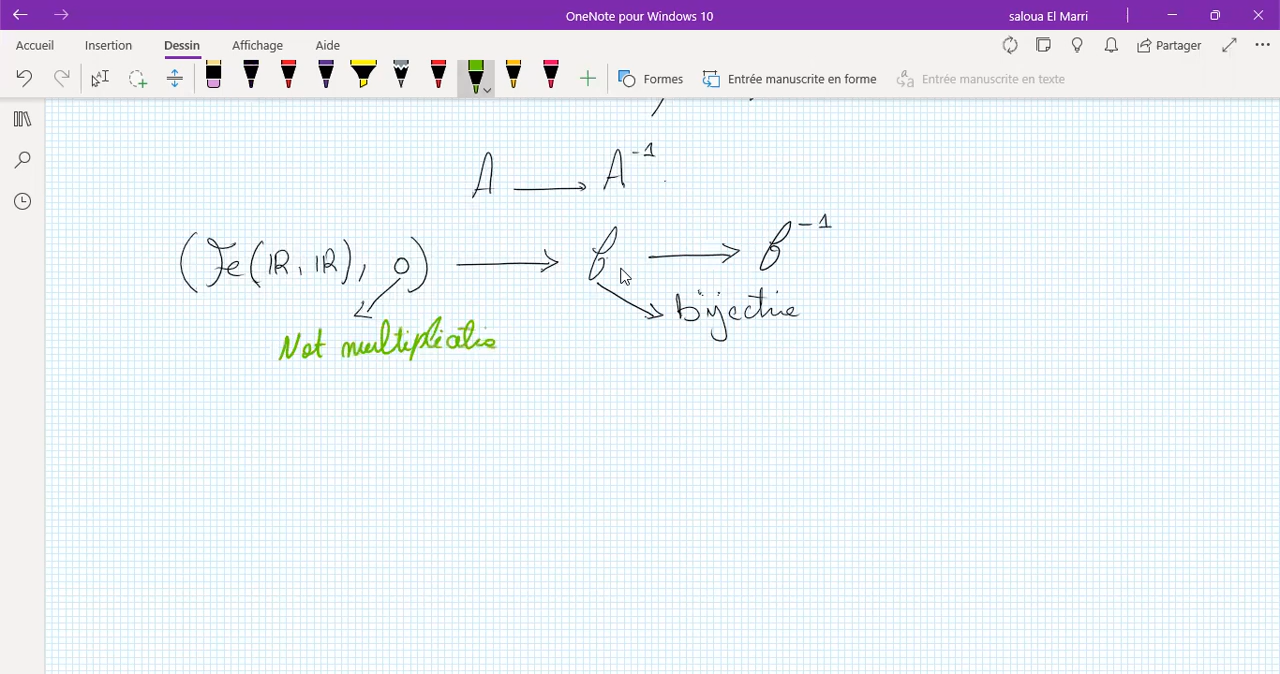 OneNote pour Windows 10
saloua El Marri
Accueil Insertion Dessin Affichage Aide
Partager
Formes Entrée manuscrite en forme Entrée manuscrite en texte
A → A⁻¹
(ℱ(ℝ, ℝ), o) → f → f⁻¹
bijective
Not multiplicatio